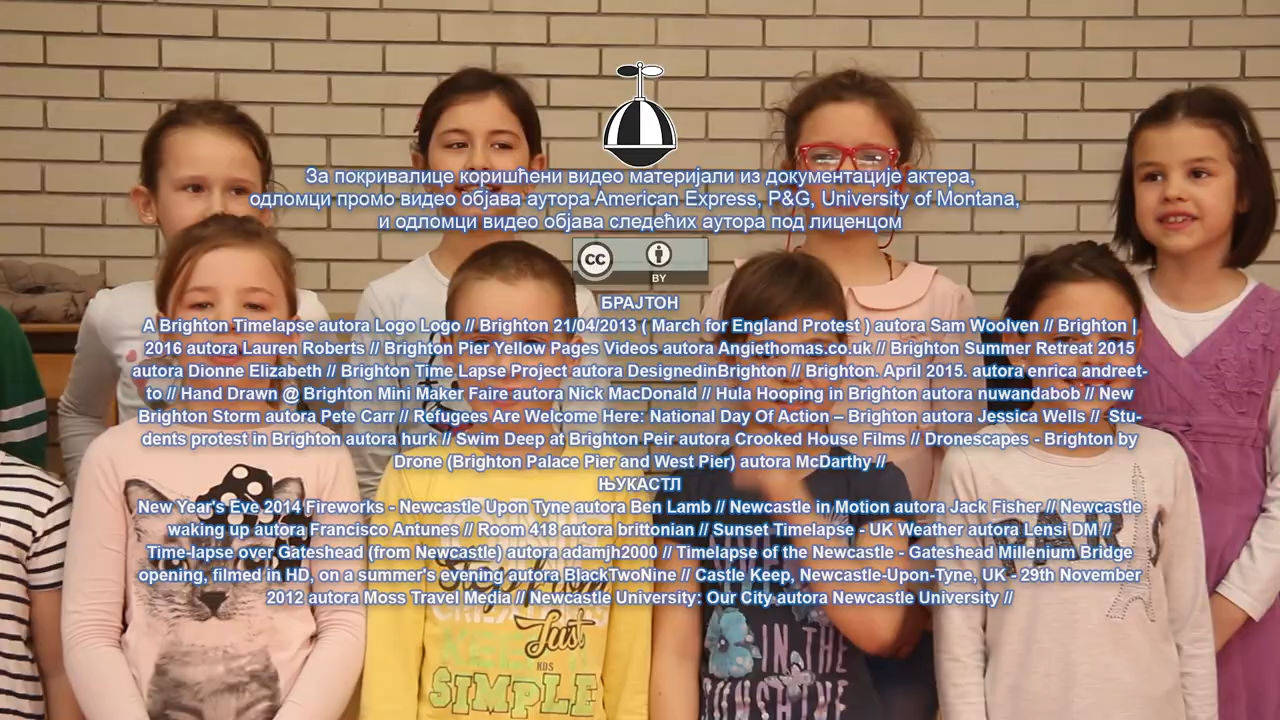 За покривалице коришћени видео материјали из документације актера,
одломци промо видео објава аутора American Express, P&G, University of Montana,
и одломци видео објава следећих аутора под лиценцом
cc
BY
БРАЈТОН
A Brighton Timelapse autora Logo Logo // Brighton 21/04/2013 ( March for England Protest ) autora Sam Woolven // Brighton |
2016 autora Lauren Roberts // Brighton Pier Yellow Pages Videos autora Angiethomas.co.uk // Brighton Summer Retreat 2015
autora Dionne Elizabeth // Brighton Time Lapse Project autora DesignedinBrighton // Brighton. April 2015. autora enrica andreet-
to // Hand Drawn @ Brighton Mini Maker Faire autora Nick MacDonald // Hula Hooping in Brighton autora nuwandabob // New
Brighton Storm autora Pete Carr // Refugees Are Welcome Here: National Day Of Action – Brighton autora Jessica Wells // Stu-
dents protest in Brighton autora hurk // Swim Deep at Brighton Peir autora Crooked House Films // Dronescapes - Brighton by
Drone (Brighton Palace Pier and West Pier) autora McDarthy //
ЊУКАСТЛ
New Year's Eve 2014 Fireworks - Newcastle Upon Tyne autora Ben Lamb // Newcastle in Motion autora Jack Fisher // Newcastle
waking up autora Francisco Antunes // Room 418 autora brittonian // Sunset Timelapse - UK Weather autora Lensi DM //
Time-lapse over Gateshead (from Newcastle) autora adamjh2000 // Timelapse of the Newcastle - Gateshead Millenium Bridge
opening, filmed in HD, on a summer's evening autora BlackTwoNine // Castle Keep, Newcastle-Upon-Tyne, UK - 29th November
2012 autora Moss Travel Media // Newcastle University: Our City autora Newcastle University //
Just
KEEP
KDS
SIMPLE
IN THE
SUNSHINE